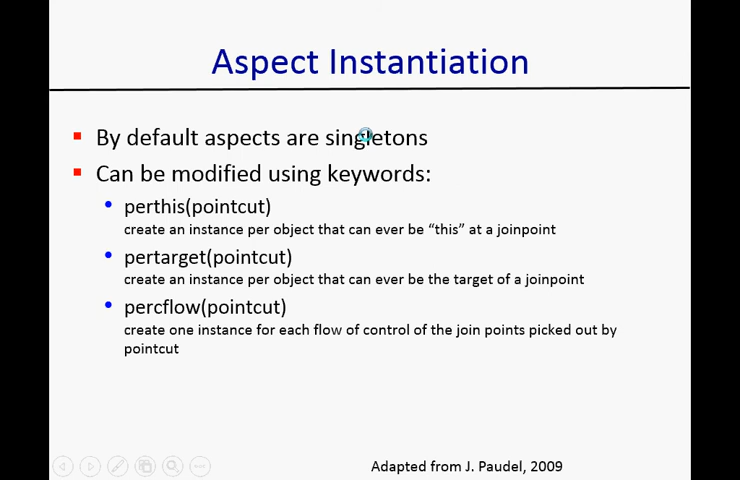 Aspect Instantiation
By default aspects are singletons
Can be modified using keywords:
perthis(pointcut)
create an instance per object that can ever be “this” at a joinpoint
pertarget(pointcut)
create an instance per object that can ever be the target of a joinpoint
percflow(pointcut)
create one instance for each flow of control of the join points picked out by
pointcut
Adapted from J. Paudel, 2009